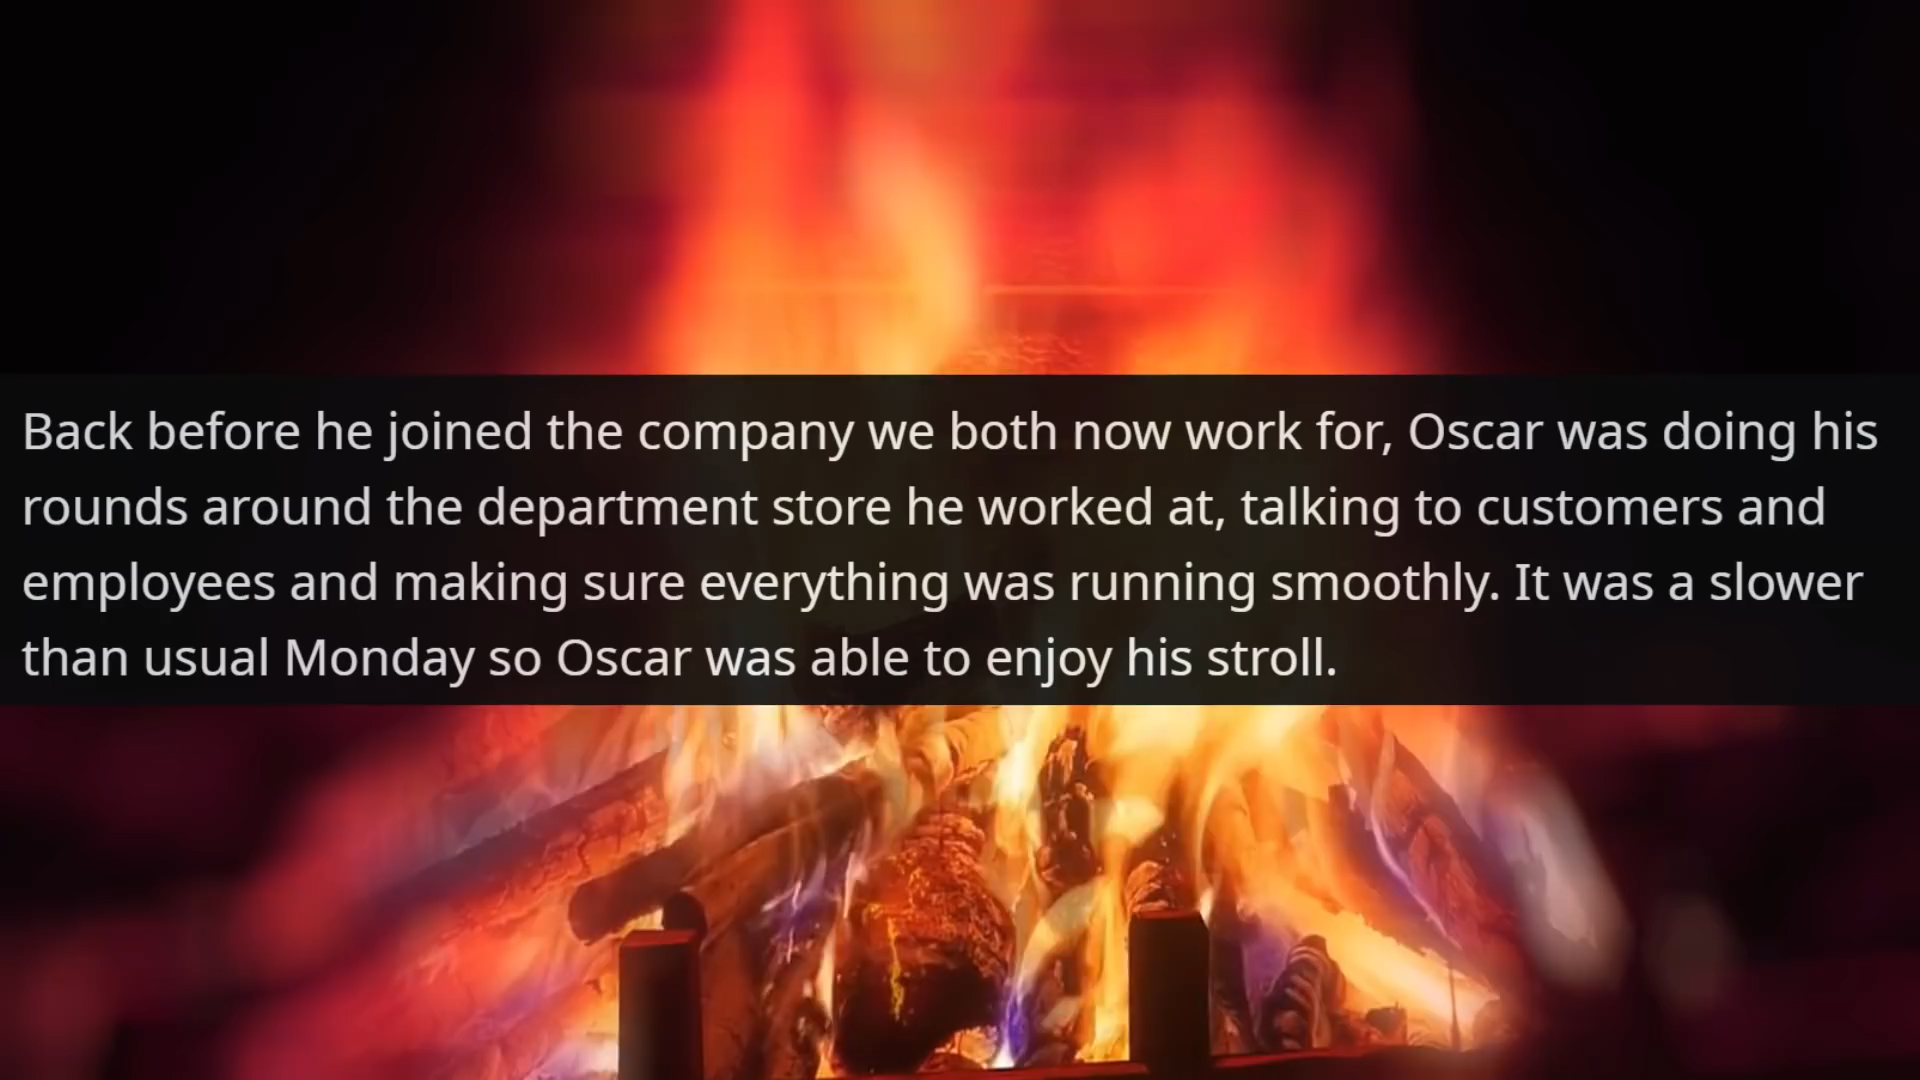 Back before he joined the company we both now work for, Oscar was doing his
rounds around the department store he worked at, talking to customers and
employees and making sure everything was running smoothly. It was a slower
than usual Monday so Oscar was able to enjoy his stroll.